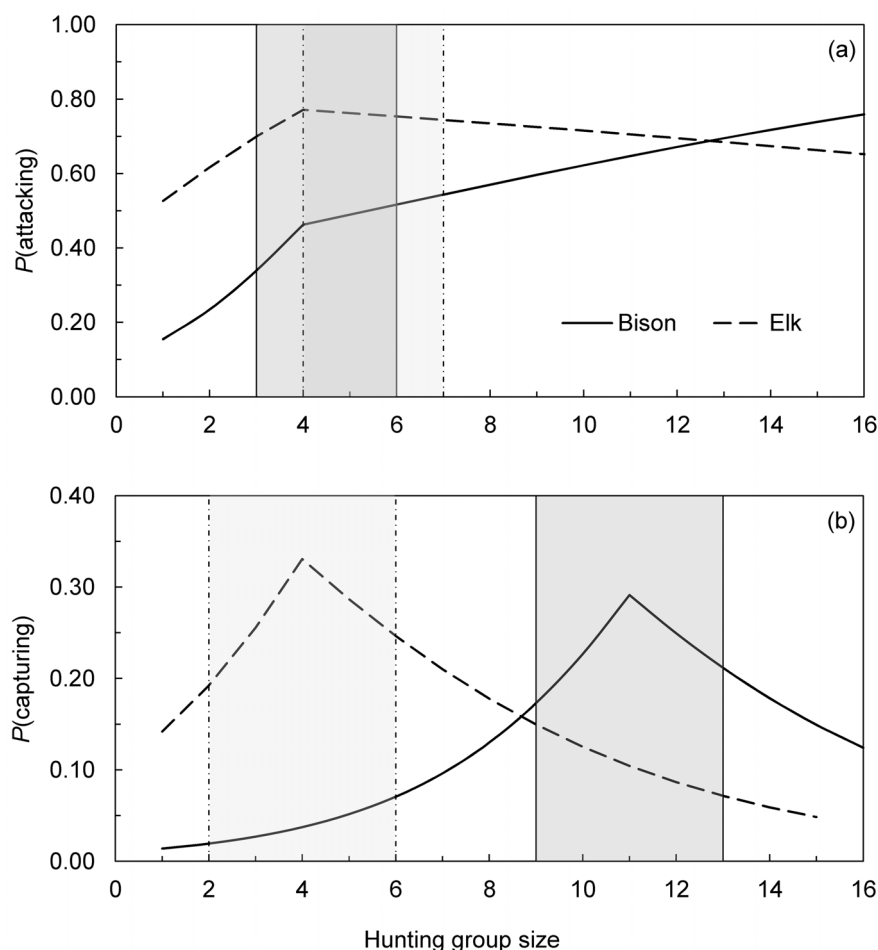 1.00
(a)
0.80
0.60
P(attacking)
0.40
Bison
Elk
0.20
0.00
0 2 4 6 8 10 12 14 16
0.40
(b)
0.30
P(capturing)
0.20
0.10
0.00
0 2 4 6 8 10 12 14 16
Hunting group size